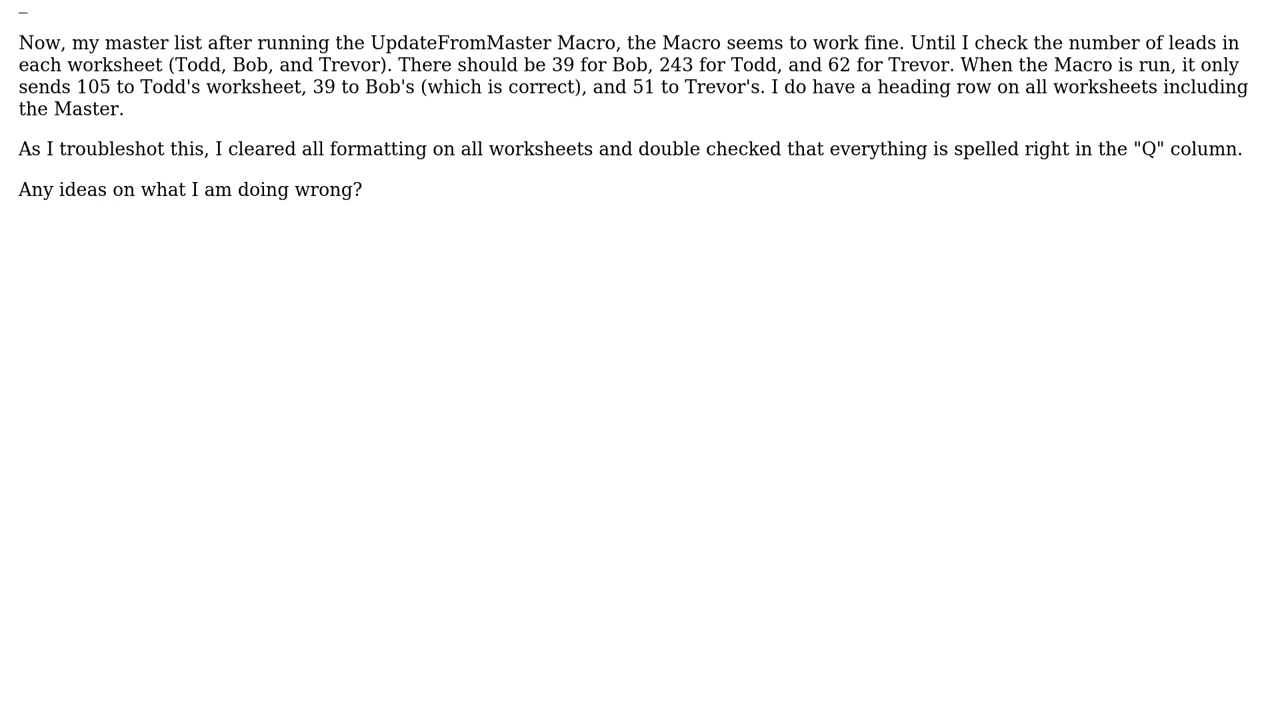 _
Now, my master list after running the UpdateFromMaster Macro, the Macro seems to work fine. Until I check the number of leads in
each worksheet (Todd, Bob, and Trevor). There should be 39 for Bob, 243 for Todd, and 62 for Trevor. When the Macro is run, it only
sends 105 to Todd's worksheet, 39 to Bob's (which is correct), and 51 to Trevor's. I do have a heading row on all worksheets including
the Master.
As I troubleshot this, I cleared all formatting on all worksheets and double checked that everything is spelled right in the "Q" column.
Any ideas on what I am doing wrong?